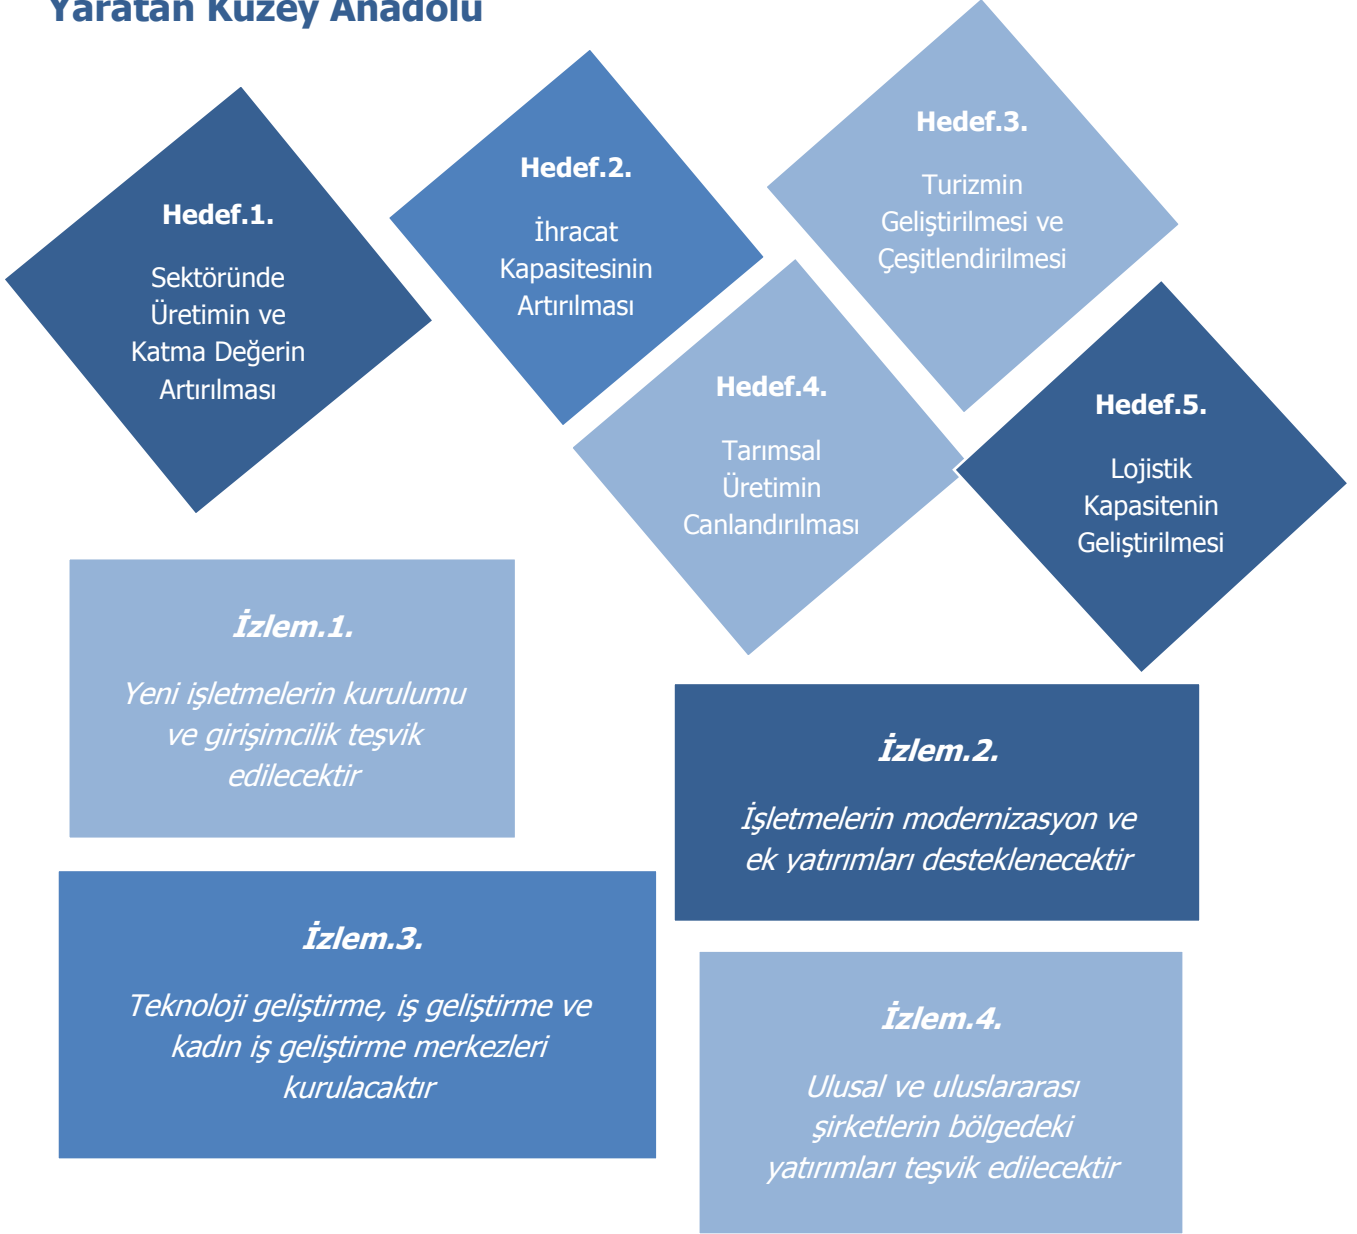 Yaratan Kuzey Anadolu
Hedef.1.
Sektöründe
Üretimin ve
Katma Değerin
Artırılması
Hedef.2.
İhracat
Kapasitesinin
Artırılması
Hedef.3.
Turizmin
Geliştirilmesi ve
Çeşitlendirilmesi
Hedef.4.
Tarımsal
Üretimin
Canlandırılması
Hedef.5.
Lojistik
Kapasitenin
Geliştirilmesi
İzlem.1.
Yeni işletmelerin kurulumu
ve girişimcilik teşvik
edilecektir
İzlem.2.
İşletmelerin modernizasyon ve
ek yatırımları desteklenecektir
İzlem.3.
Teknoloji geliştirme, iş geliştirme ve
kadın iş geliştirme merkezleri
kurulacaktır
İzlem.4.
Ulusal ve uluslararası
şirketlerin bölgedeki
yatırımları teşvik edilecektir